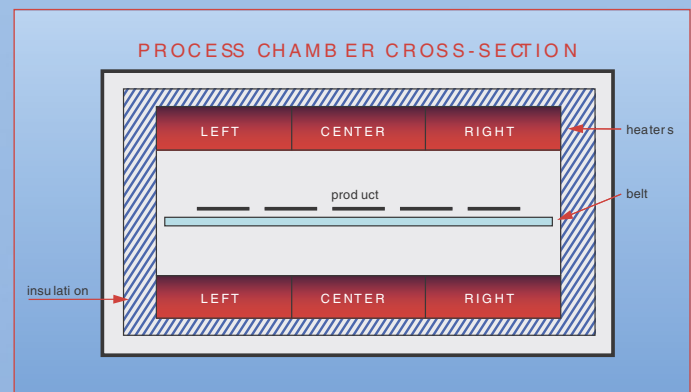 PROCESS CHAMBER CROSS-SECTION
LEFT CENTER RIGHT
heaters
product
belt
insulation
LEFT CENTER RIGHT